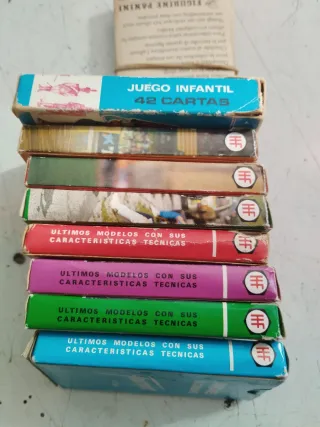 FIGURINE PANINI
JUEGO INFANTIL
42 CARTAS
ULTIMOS MODELOS CON SUS
CARACTERISTICAS TECNICAS
ULTIMOS MODELOS CON SUS
CARACTERISTICAS TECNICAS
ULTIMOS MODELOS CON SUS
CARACTERISTICAS TECNICAS
ULTIMOS MODELOS CON SUS
CARACTERISTICAS TECNICAS